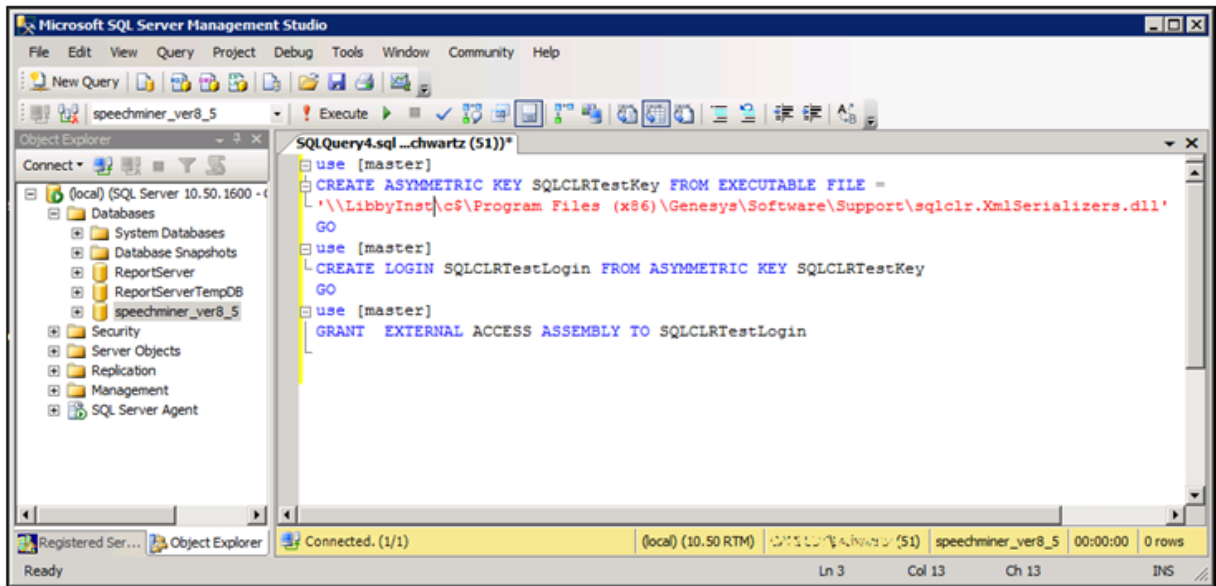 Microsoft SQL Server Management Studio
File Edit View Query Project Debug Tools Window Community Help
New Query
speechminer_ver8_5 Execute
Object Explorer
SQLQuery4.sql ...chwartz (51))*
Connect
(local) (SQL Server 10.50.1600 -
Databases
System Databases
Database Snapshots
ReportServer
ReportServerTempDB
speechminer_ver8_5
Security
Server Objects
Replication
Management
SQL Server Agent
use [master]
CREATE ASYMMETRIC KEY SQLCLRTestKey FROM EXECUTABLE FILE =
'\\LibbyInst\c$\Program Files (x86)\Genesys\Software\Support\sqlclr.XmlSerializers.dll'
GO
use [master]
CREATE LOGIN SQLCLRTestLogin FROM ASYMMETRIC KEY SQLCLRTestKey
GO
use [master]
GRANT EXTERNAL ACCESS ASSEMBLY TO SQLCLRTestLogin
Registered Ser... Object Explorer
Connected. (1/1) (local) (10.50 RTM) (51) speechminer_ver8_5 00:00:00 0 rows
Ready Ln 3 Col 13 Ch 13 INS